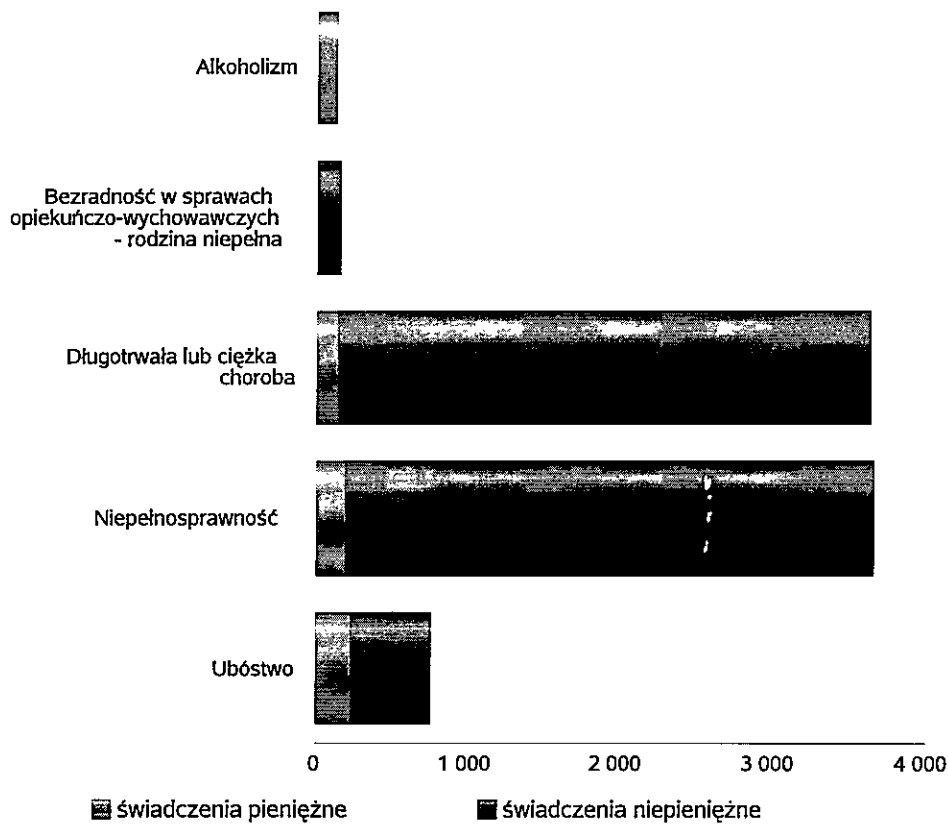 Alkoholizm
Bezradność w sprawach
opiekuńczo-wychowawczych
- rodzina niepełna
Długotrwała lub ciężka
choroba
Niepełnosprawność
Ubóstwo
0 1 000 2 000 3 000 4 000
świadczenia pieniężne świadczenia niepieniężne